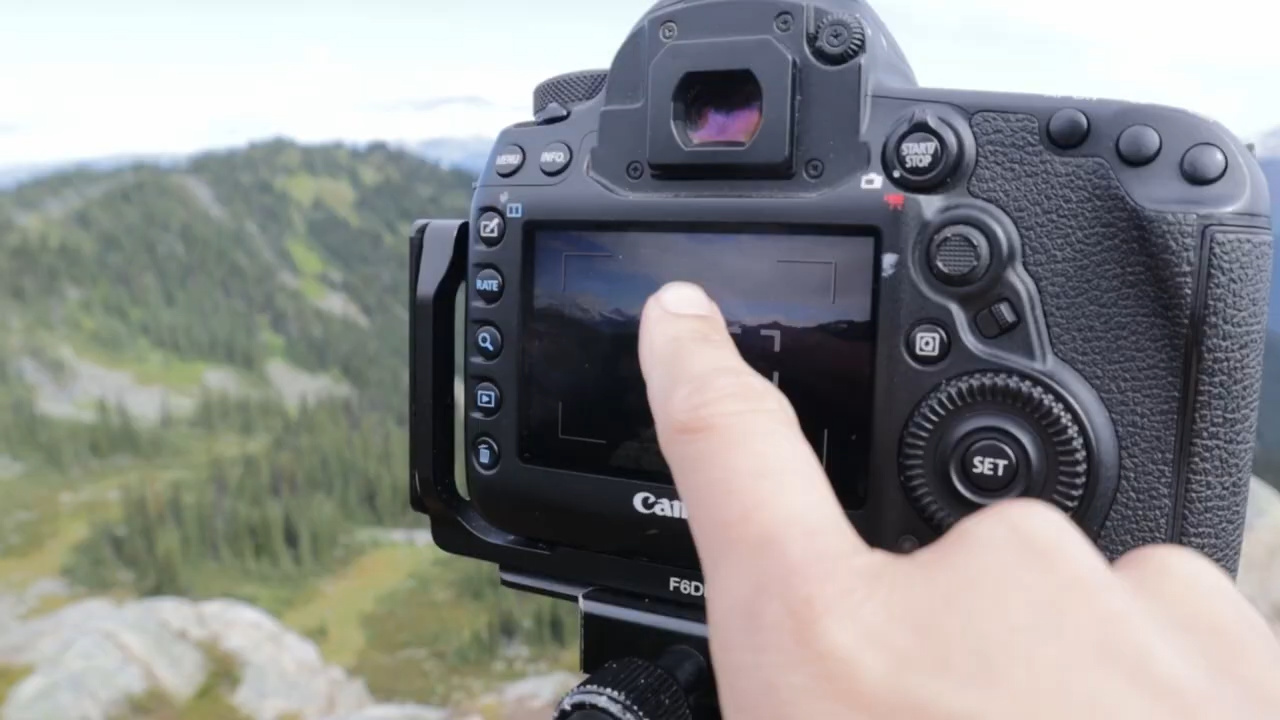 MENU
INFO.
START/
STOP
RATE
Q
SET
Can
F6D